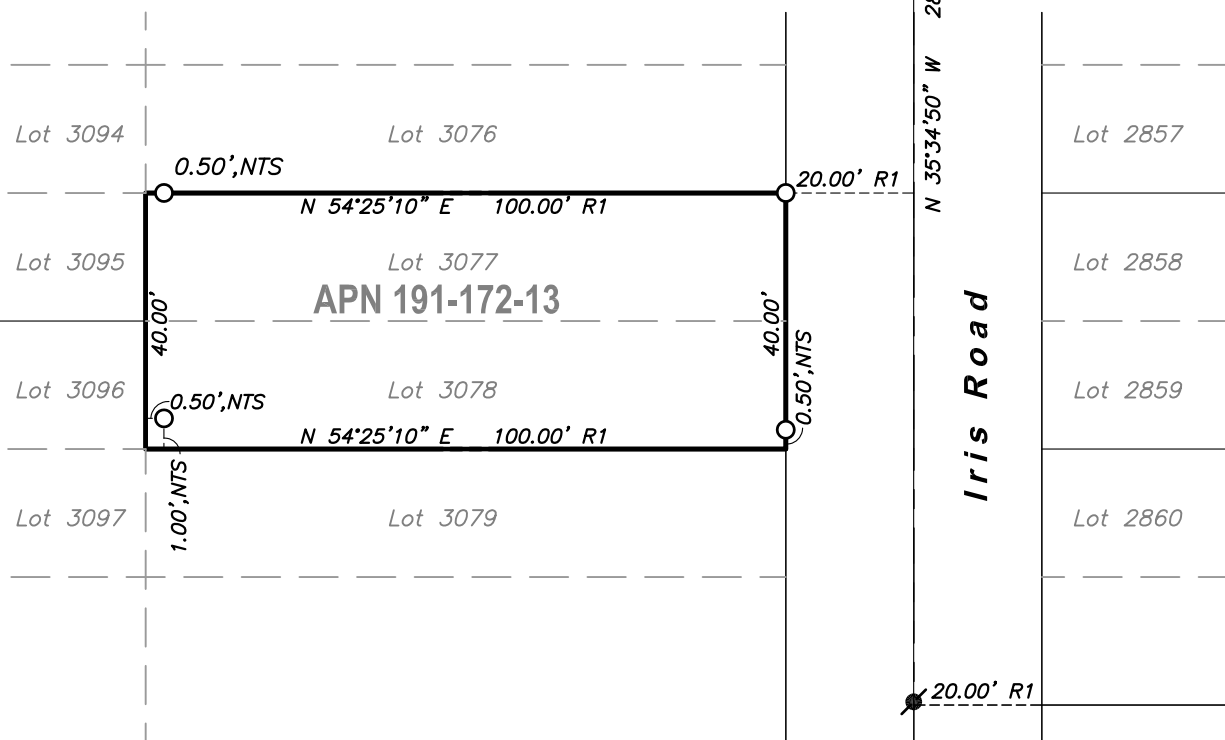 28
N 35°34'50" W
Lot 3094
Lot 3076
Lot 2857
0.50',NTS
20.00' R1
N 54°25'10" E 100.00' R1
Lot 3095
Lot 3077
Lot 2858
APN 191-172-13
40.00'
40.00'
0.50',NTS
Iris Road
Lot 3096
Lot 3078
Lot 2859
0.50',NTS
N 54°25'10" E 100.00' R1
1.00',NTS
Lot 3097
Lot 3079
Lot 2860
20.00' R1